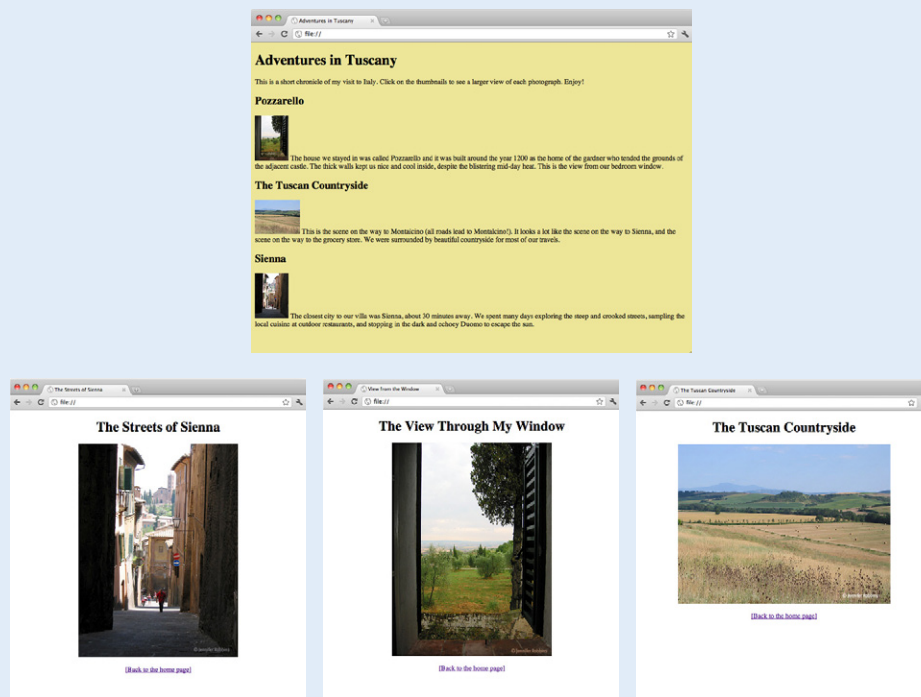 Adventures in Tuscany
file://
Adventures in Tuscany
This is a short chronicle of my visit to Italy. Click on the thumbnails to see a larger view of each photograph. Enjoy!
Pozzarello
The house we stayed in was called Pozzarello and it was built around the year 1200 as the home of the gardner who tended the grounds of
the adjacent castle. The thick walls kept us nice and cool inside, despite the blistering mid-day heat. This is the view from our bedroom window.
The Tuscan Countryside
This is the scene on the way to Montalcino (all roads lead to Montalcino!). It looks a lot like the scene on the way to Sienna, and the
scene on the way to the grocery store. We were surrounded by beautiful countryside for most of our travels.
Sienna
The closest city to our villa was Sienna, about 30 minutes away. We spent many days exploring the steep and crooked streets, sampling the
local cuisine at outdoor restaurants, and stopping in the dark and echoey Duomo to escape the sun.
The Streets of Sienna
file://
The Streets of Sienna
[Back to the home page]
View from the Window
file://
The View Through My Window
[Back to the home page]
The Tuscan Countryside
file://
The Tuscan Countryside
[Back to the home page]